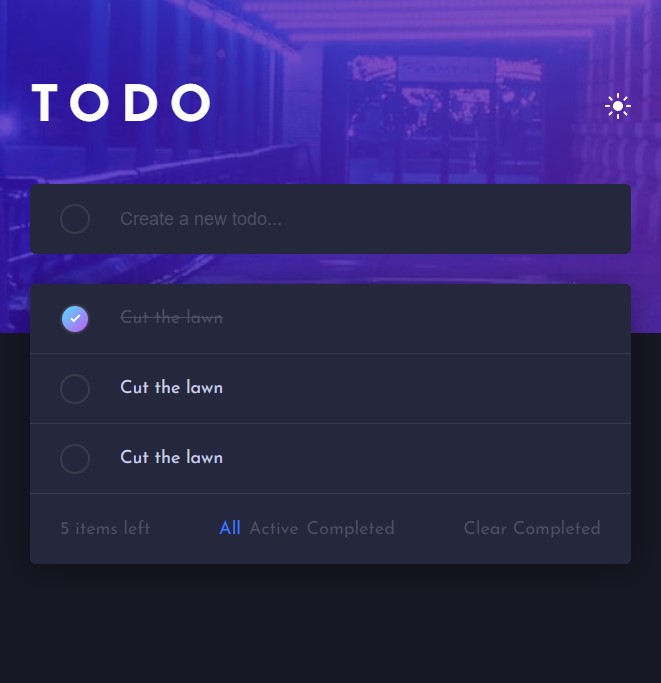 TODO
Create a new todo...
Cut the lawn
Cut the lawn
Cut the lawn
5 items left All Active Completed Clear Completed